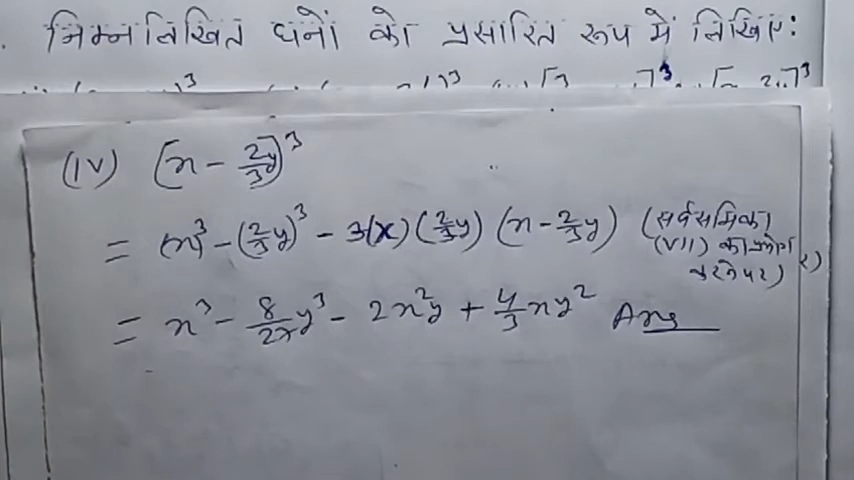 निम्नलिखित घनों को प्रसारित रूप में लिखिए:
(iv) [x - 2/3 y]³
= (x)³ - (2/3 y)³ - 3(x) (2/3 y) (x - 2/3 y) (सर्वसमिका (VII) का प्रयोग करने पर)
= x³ - 8/27 y³ - 2x²y + 4/3 xy² Ans